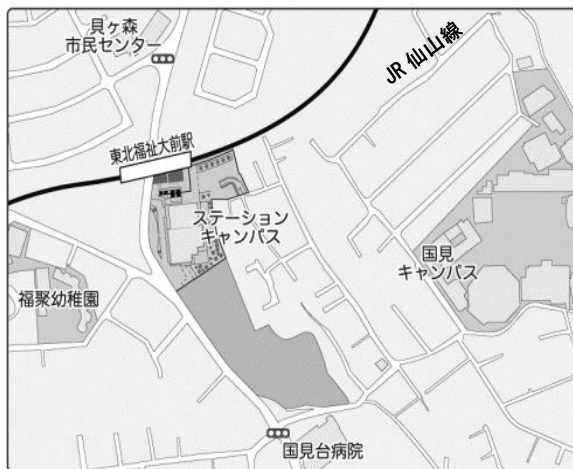 貝ヶ森
市民センター
JR 仙山線
東北福祉大前駅
ステーション
キャンパス
国見
キャンパス
福聚幼稚園
国見台病院